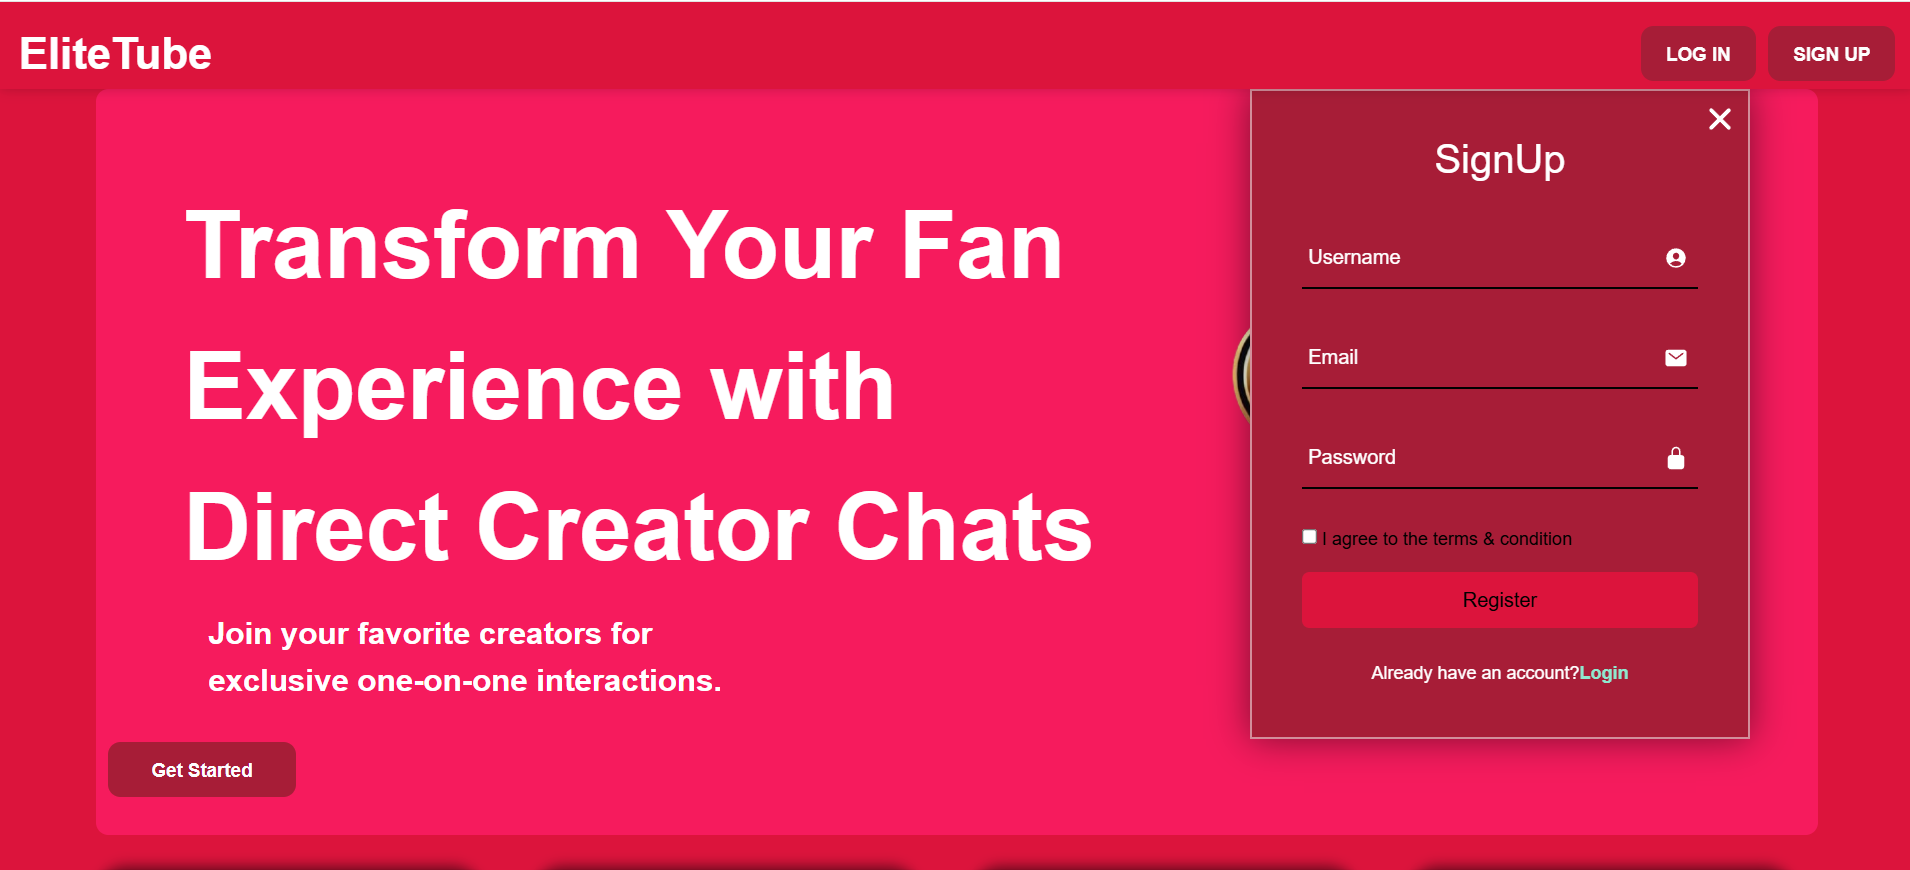 EliteTube
LOG IN
SIGN UP
Transform Your Fan
Experience with
Direct Creator Chats
Join your favorite creators for
exclusive one-on-one interactions.
Get Started
SignUp
Username
Email
Password
I agree to the terms & condition
Register
Already have an account?Login